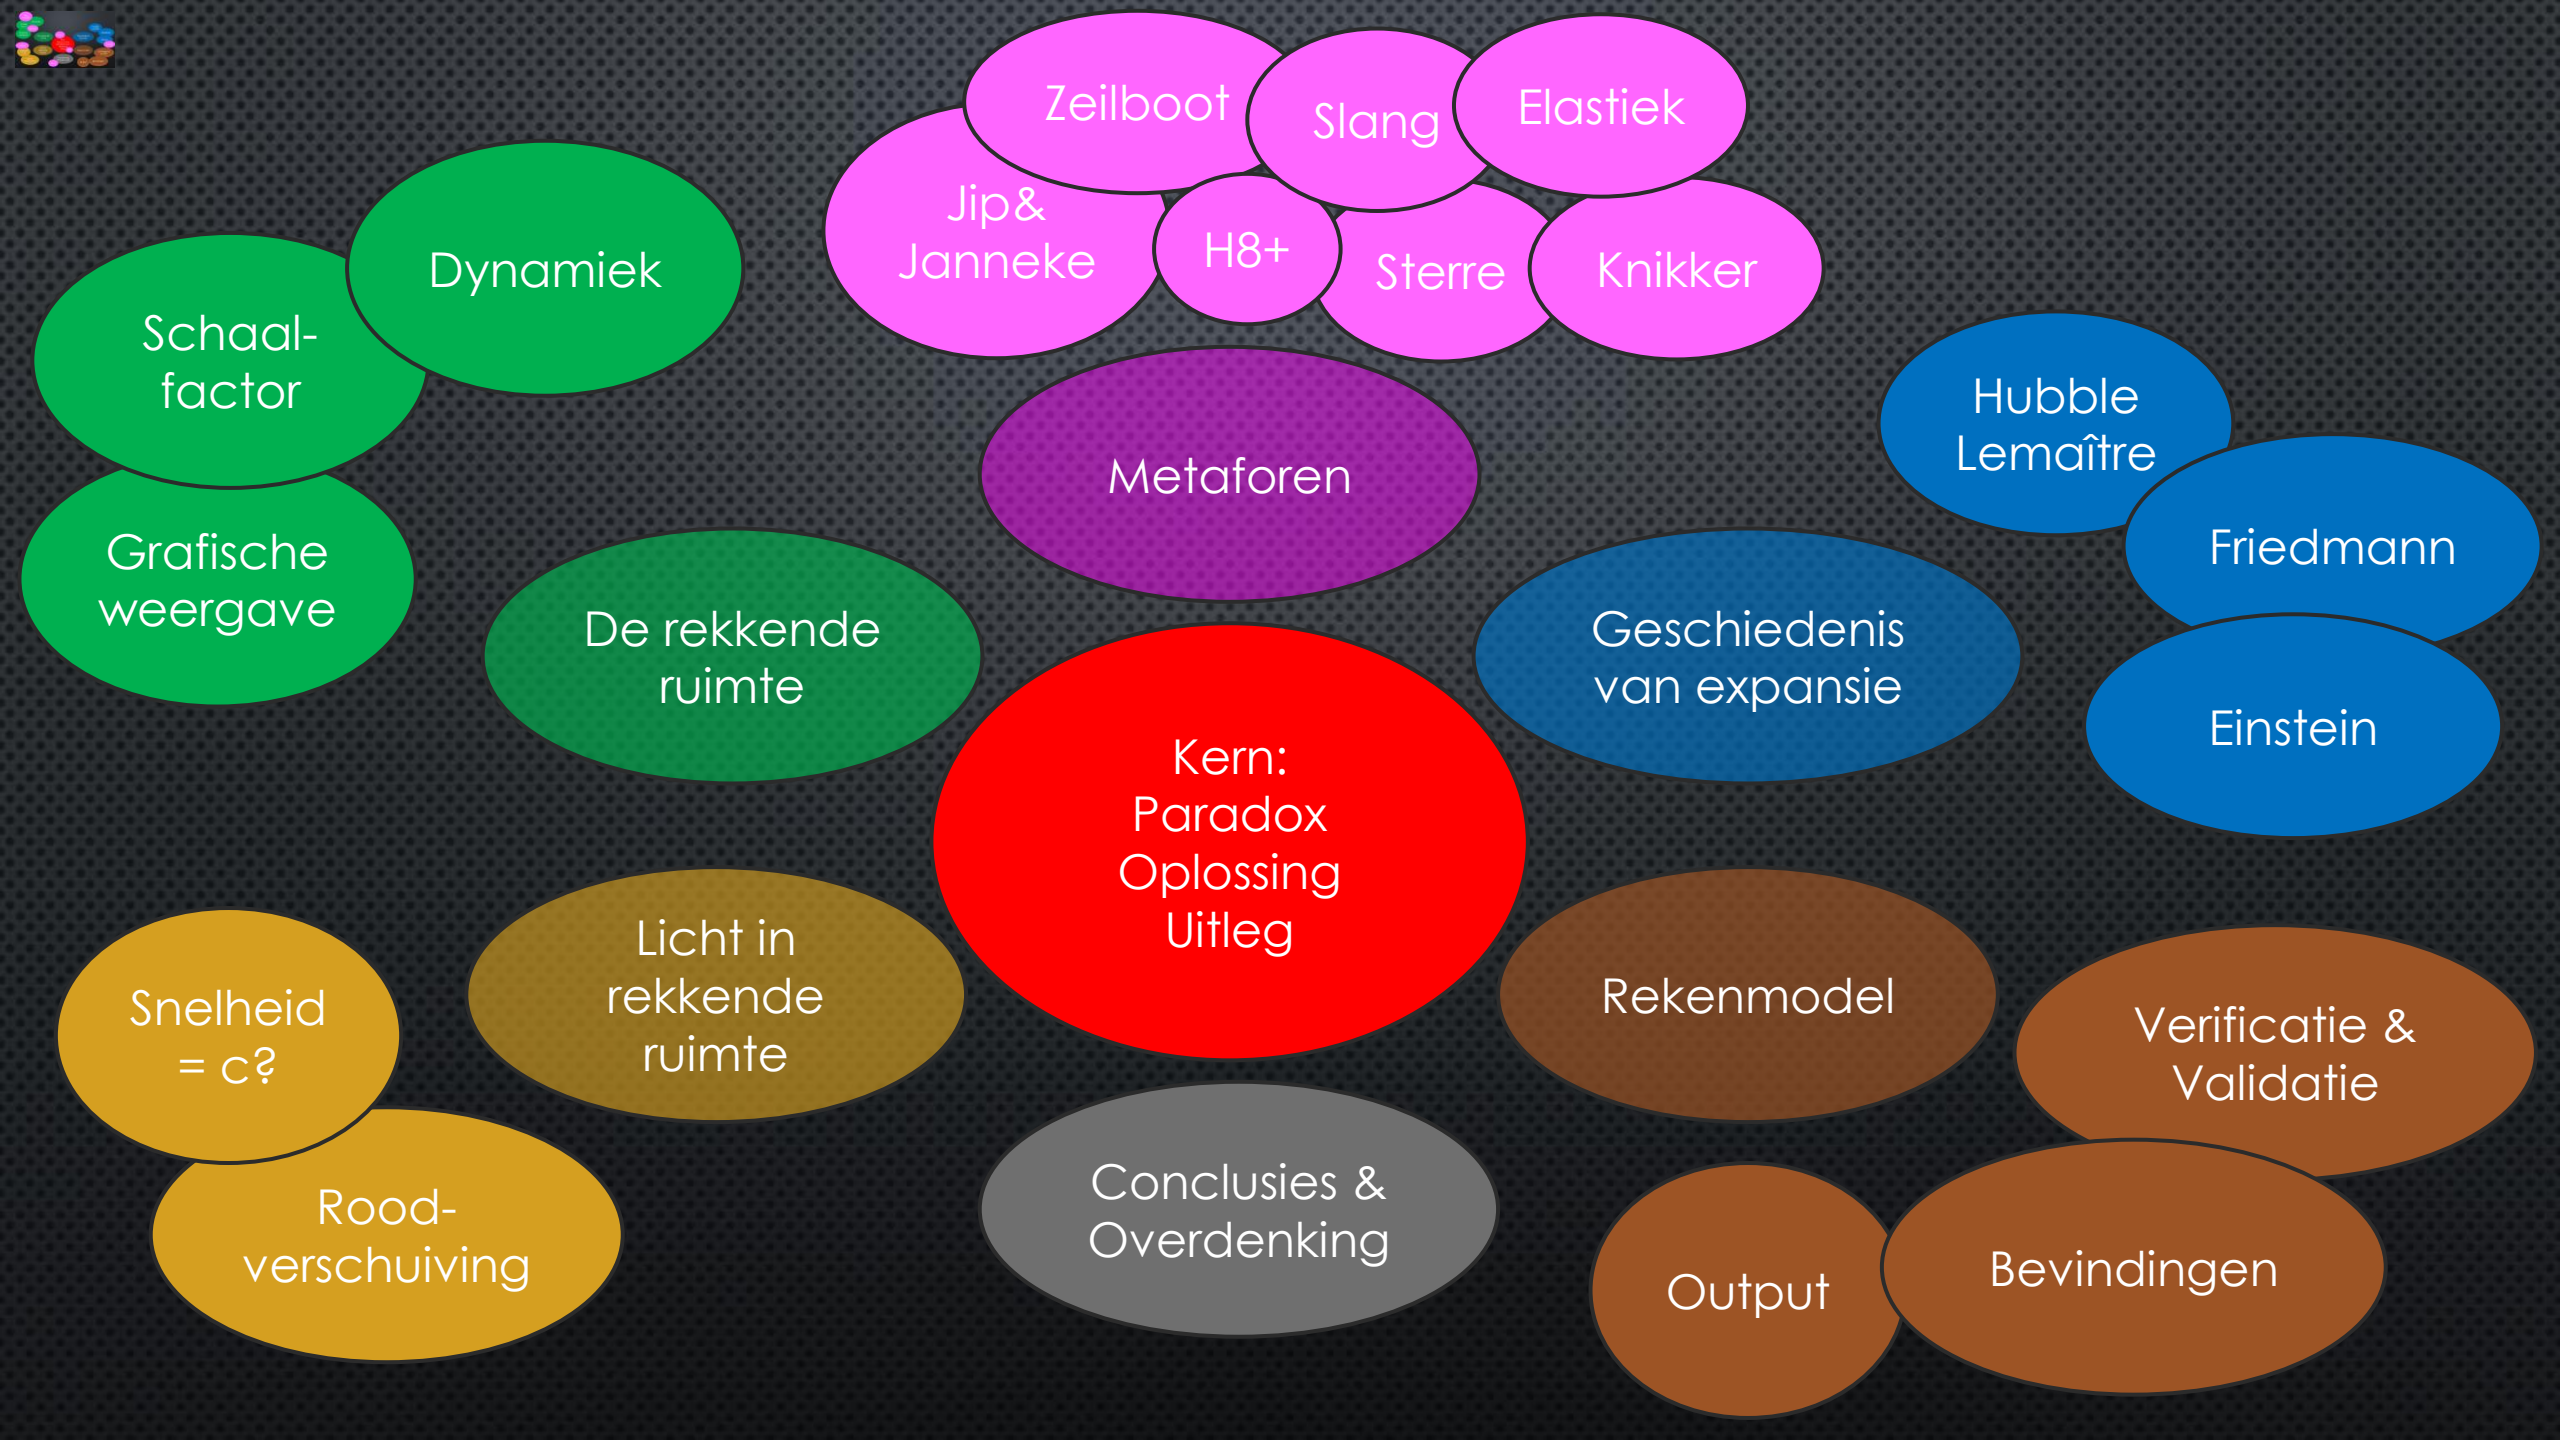 Zeilboot
Slang
Elastiek
Jip&
Janneke
H8+
Sterre
Knikker
Dynamiek
Schaal-
factor
Grafische
weergave
Metaforen
Hubble
Lemaître
Friedmann
Einstein
De rekkende
ruimte
Geschiedenis
van expansie
Kern:
Paradox
Oplossing
Uitleg
Licht in
rekkende
ruimte
Snelheid
= c?
Rood-
verschuiving
Rekenmodel
Verificatie &
Validatie
Conclusies &
Overdenking
Output
Bevindingen